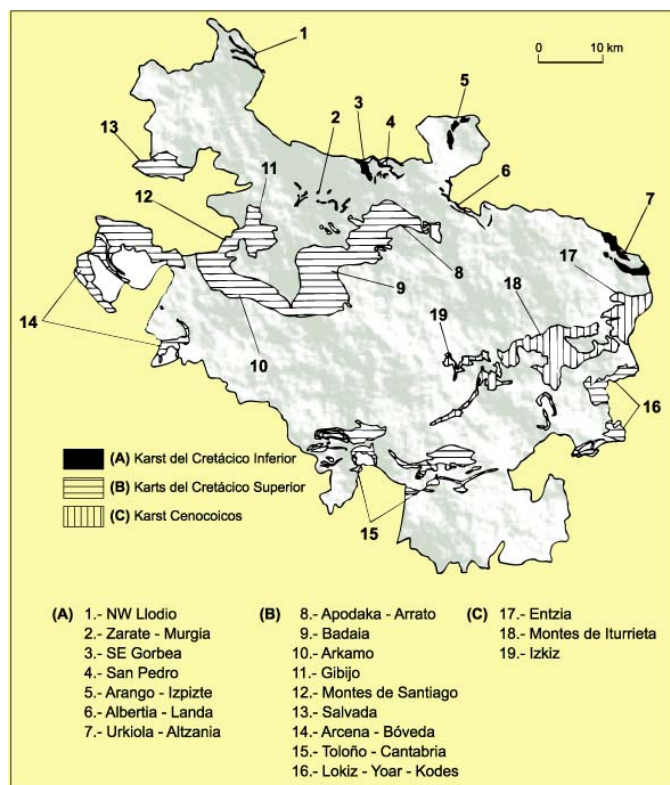 1
0 10 km
5
3
4
2
13
6
11
12
7
17
8
18
9
14
19
10
16
(A) Karst del Cretácico Inferior
(B) Karts del Cretácico Superior
(C) Karst Cenocoicos
15
(A) 1.- NW Llodio
2.- Zarate - Murgia
3.- SE Gorbea
4.- San Pedro
5.- Arango - Izpizte
6.- Albertia - Landa
7.- Urkiola - Altzania
(B) 8.- Apodaka - Arrato
9.- Badaia
10.- Arkamo
11.- Gibijo
12.- Montes de Santiago
13.- Salvada
14.- Arcena - Bóveda
15.- Toloño - Cantabria
16.- Lokiz - Yoar - Kodes
(C) 17.- Entzia
18.- Montes de Iturrieta
19.- Izkiz